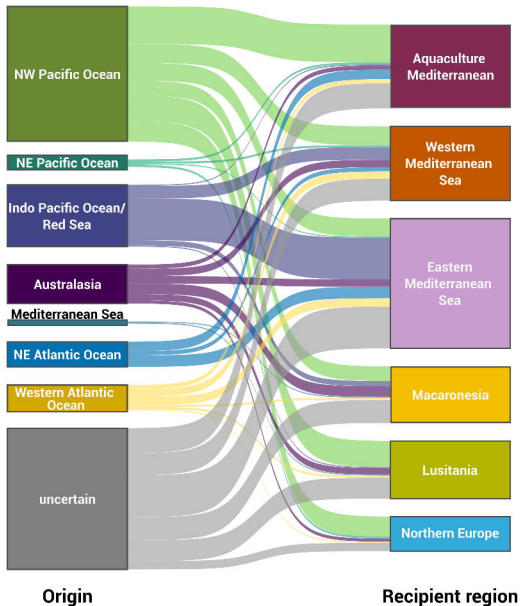 NW Pacific Ocean
NE Pacific Ocean
Indo Pacific Ocean/
Red Sea
Australasia
Mediterranean Sea
NE Atlantic Ocean
Western Atlantic
Ocean
uncertain
Origin
Aquaculture
Mediterranean
Western
Mediterranean
Sea
Eastern
Mediterranean
Sea
Macaronesia
Lusitania
Northern Europe
Recipient region